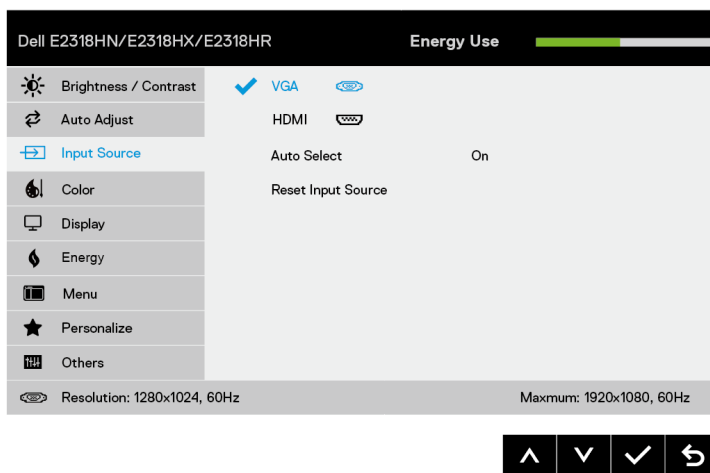 Dell E2318HN/E2318HX/E2318HR Energy Use
Brightness / Contrast VGA
Auto Adjust HDMI
Input Source Auto Select On
Color Reset Input Source
Display
Energy
Menu
Personalize
Others
Resolution: 1280x1024, 60Hz Maxmum: 1920x1080, 60Hz